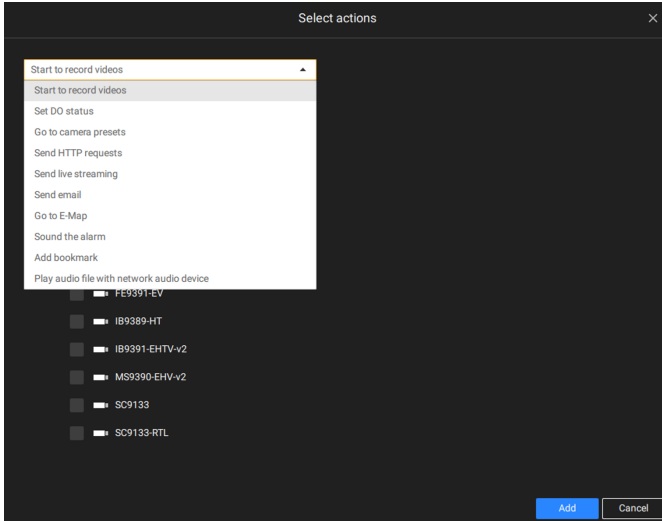 Select actions
Start to record videos
Start to record videos
Set DO status
Go to camera presets
Send HTTP requests
Send live streaming
Send email
Go to E-Map
Sound the alarm
Add bookmark
Play audio file with network audio device
FE9391-EV
IB9389-HT
IB9391-EHTV-v2
MS9390-EHV-v2
SC9133
SC9133-RTL
Add
Cancel